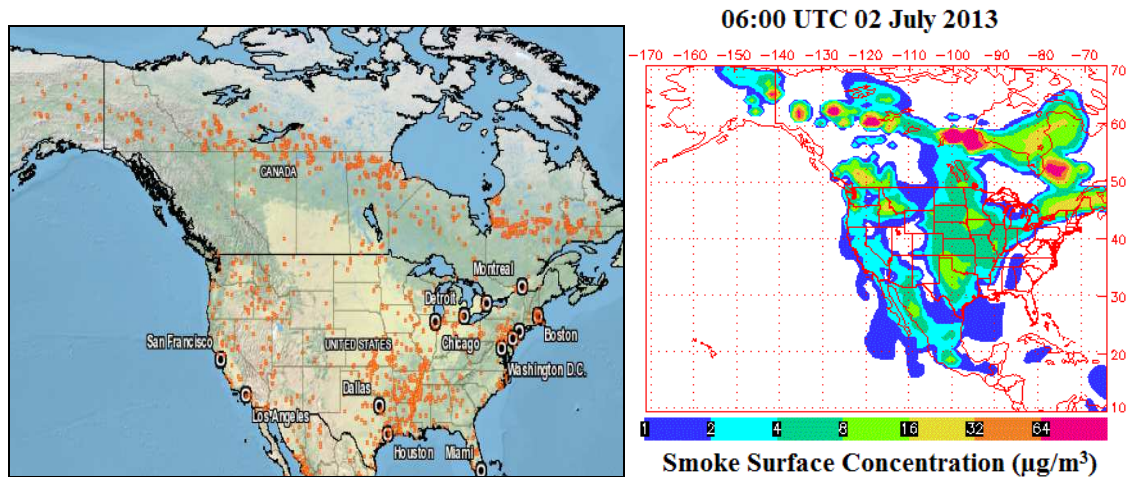 CANADA
Montreal
Detroit
San Francisco
UNITED STATES
Chicago
Boston
Washington D.C.
Dallas
Los Angeles
Houston
Miami
06:00 UTC 02 July 2013
-170 -160 -150 -140 -130 -120 -110 -100 -90 -80 -70
70
60
50
40
30
20
10
1 2 4 8 16 32 64
Smoke Surface Concentration (µg/m³)